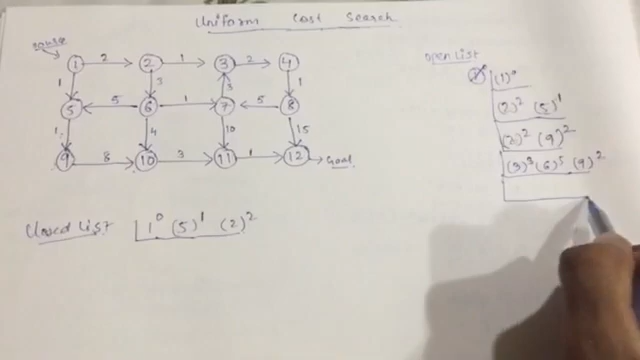 Uniform Cost Search
source
1 2 2 1 3 2 4
1 3 3 1
5 5 6 1 7 5 8
1 4 10 15
9 8 10 3 11 1 12 Goal
open List
(1)⁰
(2)² (5)¹
(2)² (9)²
(3)³ (6)⁵ (9)²
Closed List 1⁰ (5)¹ (2)²